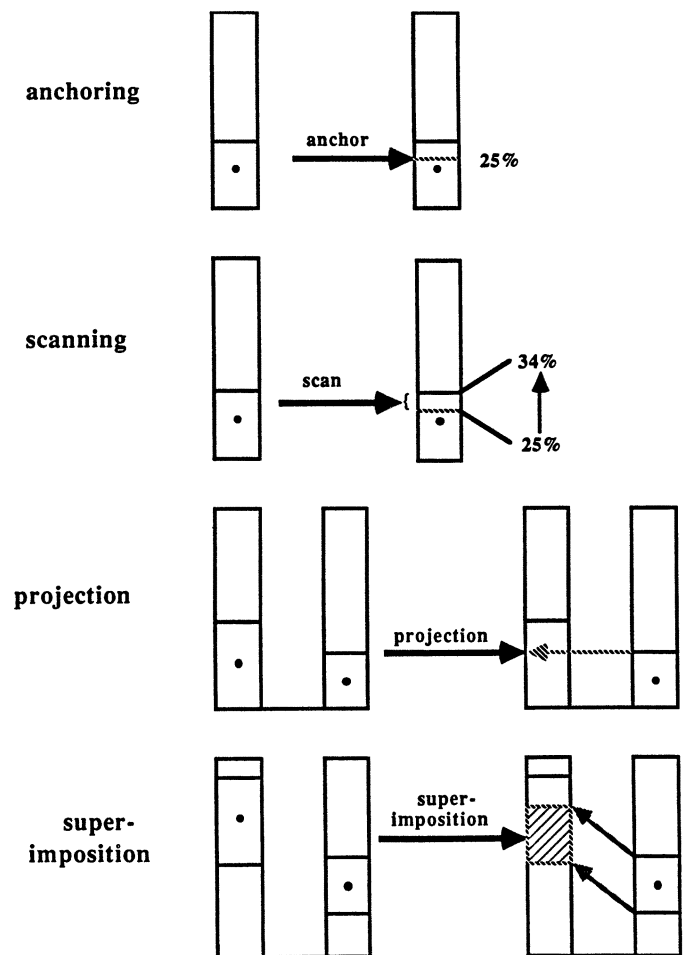 anchoring
anchor
25%
scanning
scan
34%
25%
projection
projection
super-
imposition
super-
imposition